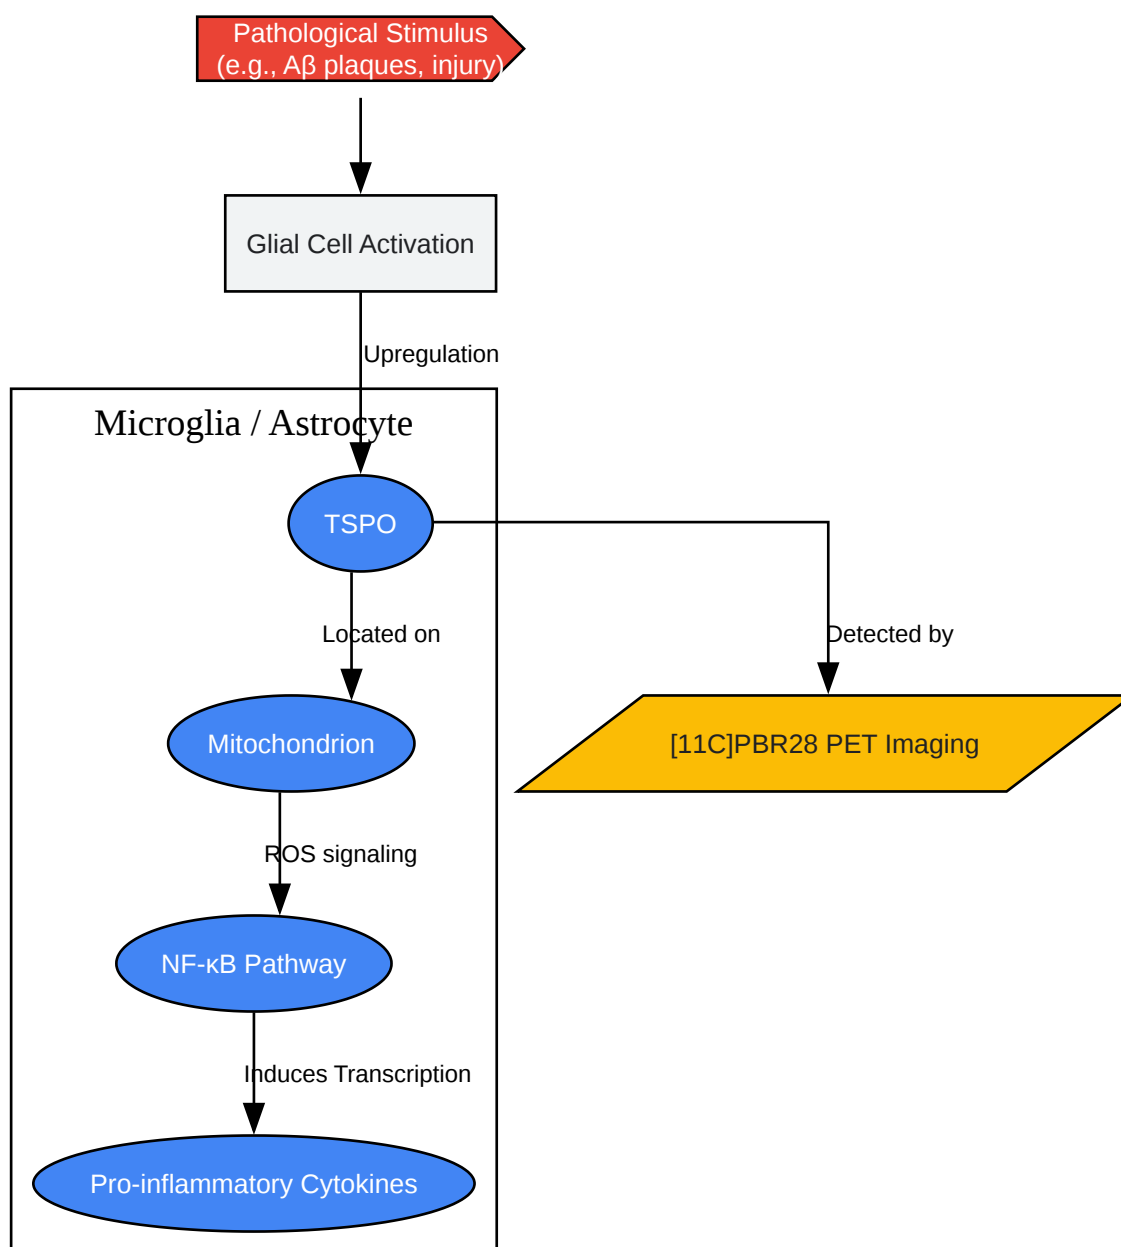 Pathological Stimulus
(e.g., Aβ plaques, injury)
Glial Cell Activation
Upregulation
Microglia / Astrocyte
TSPO
Located on
Detected by
Mitochondrion
[11C]PBR28 PET Imaging
ROS signaling
NF-κB Pathway
Induces Transcription
Pro-inflammatory Cytokines